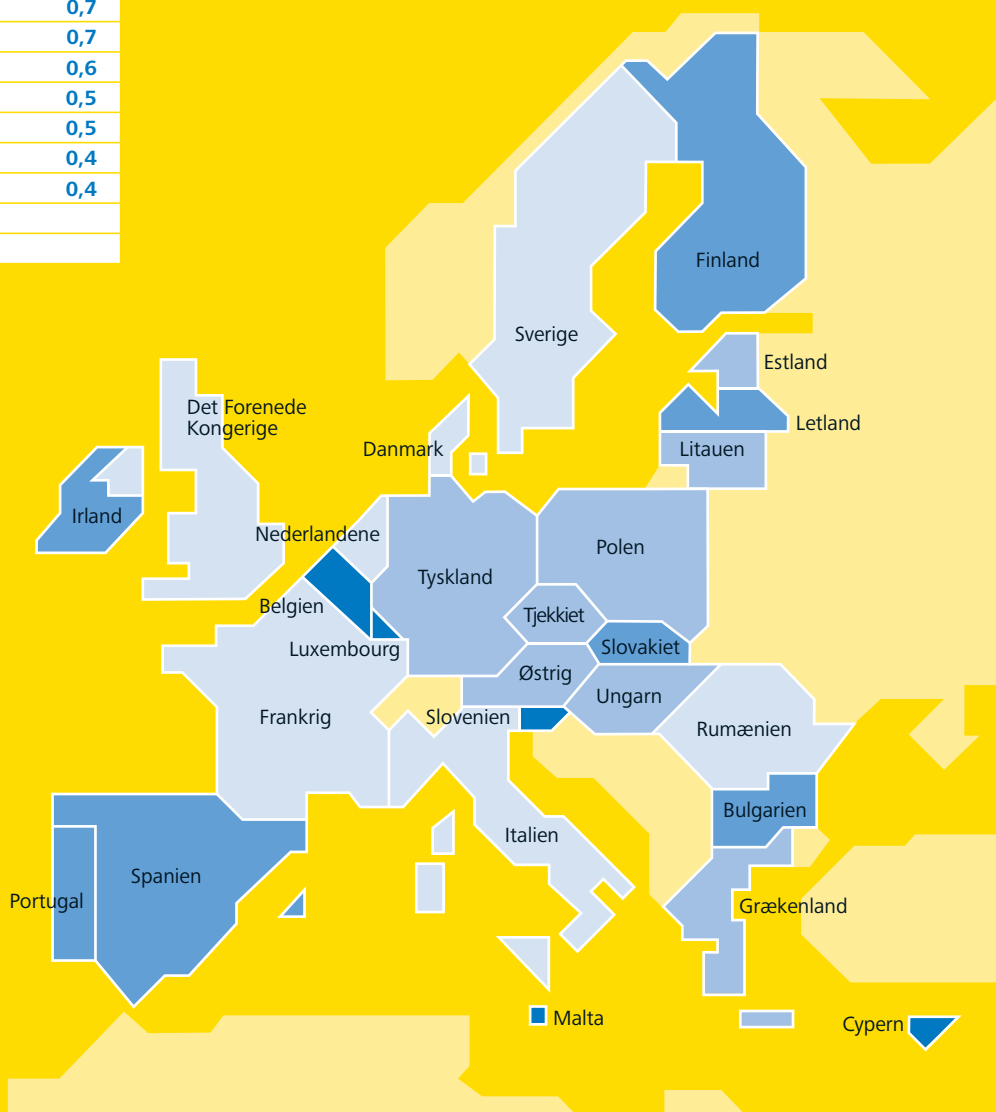 0,7
0,7
0,6
0,5
0,5
0,4
0,4
Finland
Sverige
Estland
Det Forenede
Kongerige
Letland
Danmark
Litauen
Irland
Nederlandene
Polen
Tyskland
Belgien
Tjekkiet
Luxembourg
Slovakiet
Østrig
Ungarn
Frankrig
Slovenien
Rumænien
Bulgarien
Italien
Spanien
Portugal
Grækenland
Malta
Cypern